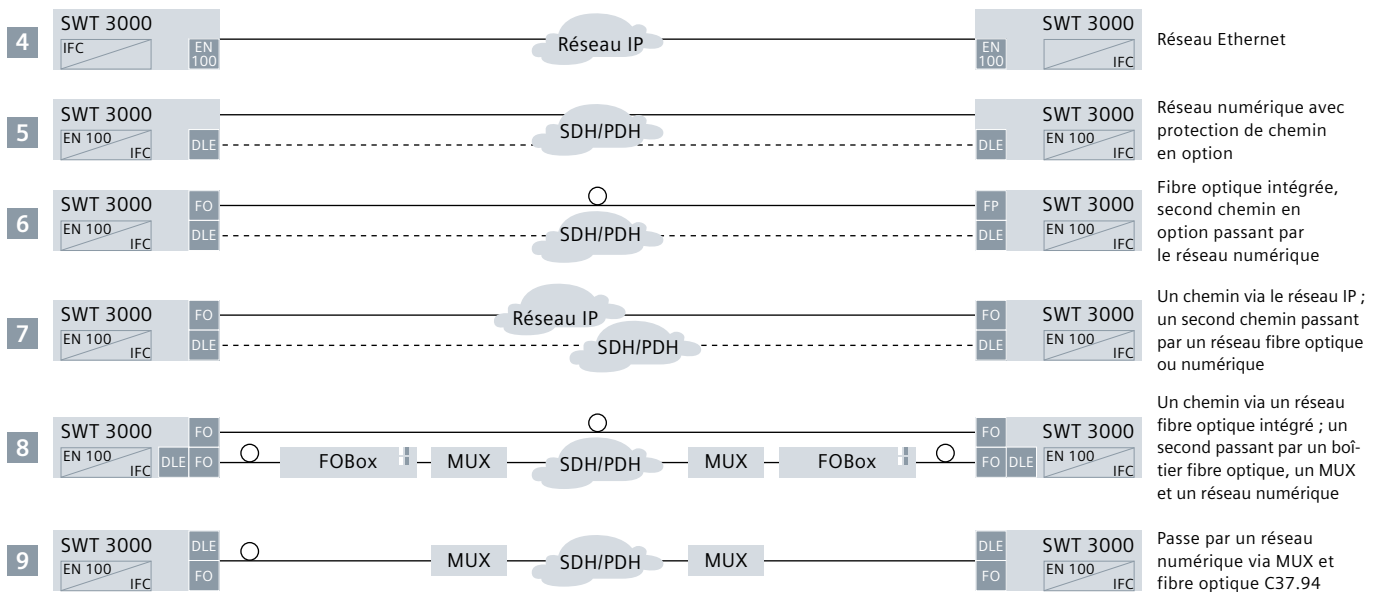 4
SWT 3000
IFC
EN
100
Réseau IP
EN
100
SWT 3000
IFC
Réseau Ethernet
5
SWT 3000
EN 100
IFC
DLE
SDH/PDH
DLE
SWT 3000
EN 100
IFC
Réseau numérique avec
protection de chemin
en option
6
SWT 3000
EN 100
IFC
FO
DLE
SDH/PDH
FP
DLE
SWT 3000
EN 100
IFC
Fibre optique intégrée,
second chemin en
option passant par
le réseau numérique
7
SWT 3000
EN 100
IFC
FO
DLE
Réseau IP
SDH/PDH
FO
DLE
SWT 3000
EN 100
IFC
Un chemin via le réseau IP ;
un second chemin passant
par un réseau fibre optique
ou numérique
8
SWT 3000
EN 100
IFC
FO
DLE FO
FOBox
MUX
SDH/PDH
MUX
FOBox
FO
FO DLE
SWT 3000
EN 100
IFC
Un chemin via un réseau
fibre optique intégré ; un
second passant par un boî-
tier fibre optique, un MUX
et un réseau numérique
9
SWT 3000
EN 100
IFC
DLE
FO
MUX
SDH/PDH
MUX
DLE
FO
SWT 3000
EN 100
IFC
Passe par un réseau
numérique via MUX et
fibre optique C37.94